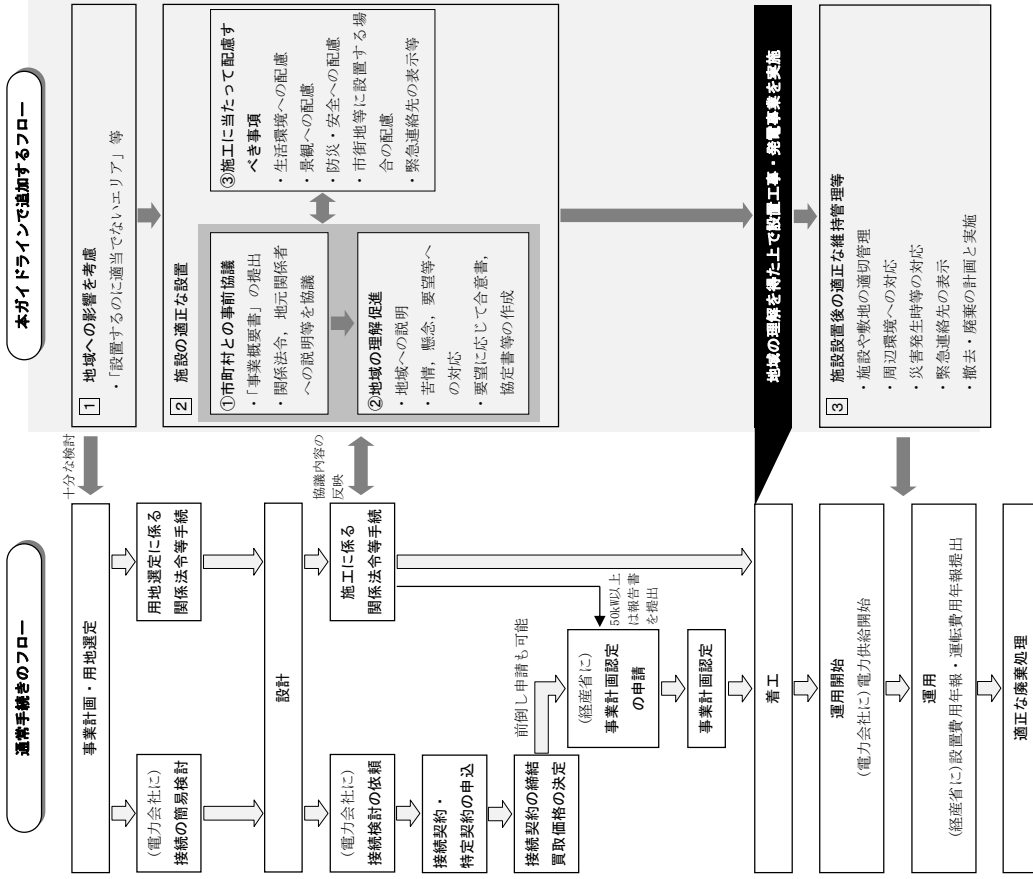 通常手続きのフロー
事業計画・用地選定
(電力会社に)
接続の簡易検討
用地選定に係る
関係法令等手続
設計
(電力会社に)
接続検討の依頼
施工に係る
関係法令等手続
接続契約・
特定契約の申込
接続契約の締結
買取価格の決定
前倒し申請も可能
50kW以上
は報告書
を提出
(経産省に)
事業計画認定
の申請
事業計画認定
着工
運用開始
(電力会社に)電力供給開始
運用
(経産省に)設置費用年報・運転費用年報提出
適正な廃棄処理
十分な検討
協議内容の
反映
本ガイドラインで追加するフロー
1 地域への影響を考慮
・「設置するのに適当でないエリア」等
2 施設の適正な設置
①市町村との事前協議
・「事業概要書」の提出
・関係法令，地元関係者
への説明等を協議
②地域の理解促進
・地域への説明
・苦情，懸念，要望等へ
の対応
・要望に応じて合意書，
協定書等の作成
③施工に当たって配慮す
べき事項
・生活環境への配慮
・景観への配慮
・防災・安全への配慮
・市街地等に設置する場
合の配慮
・緊急連絡先の表示等
地域の理解を得た上で設置工事・発電事業を実施
3 施設設置後の適正な維持管理等
・施設や敷地の適切管理
・周辺環境への対応
・災害発生時等の対応
・緊急連絡先の表示
・撤去・廃棄の計画と実施